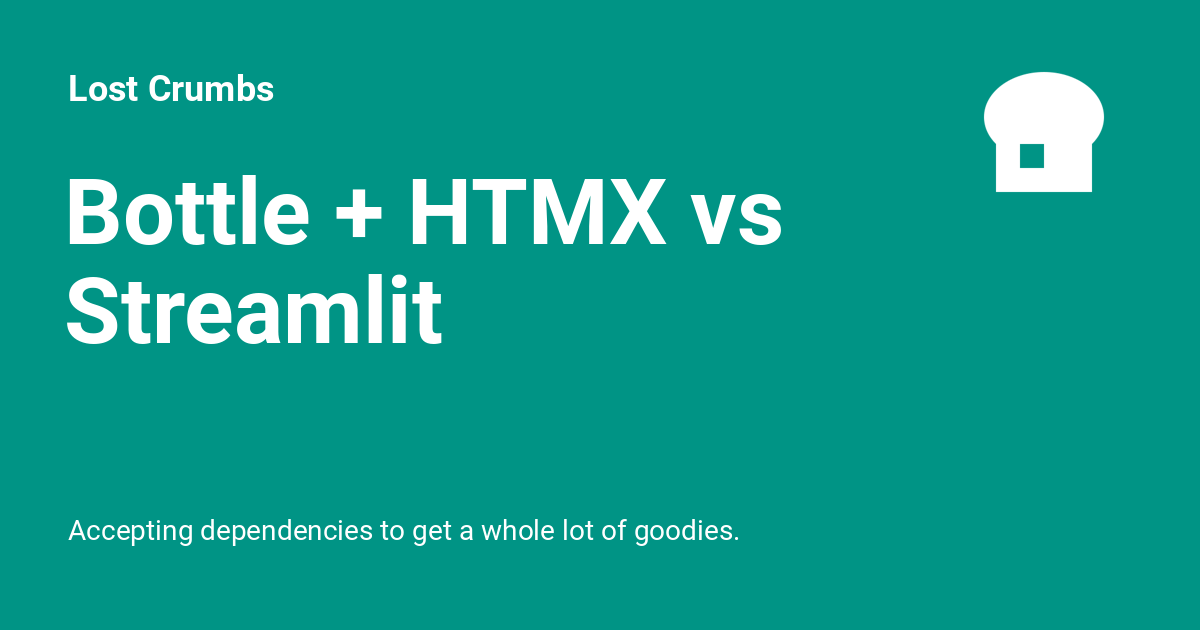 Lost Crumbs
Bottle + HTMX vs
Streamlit
Accepting dependencies to get a whole lot of goodies.